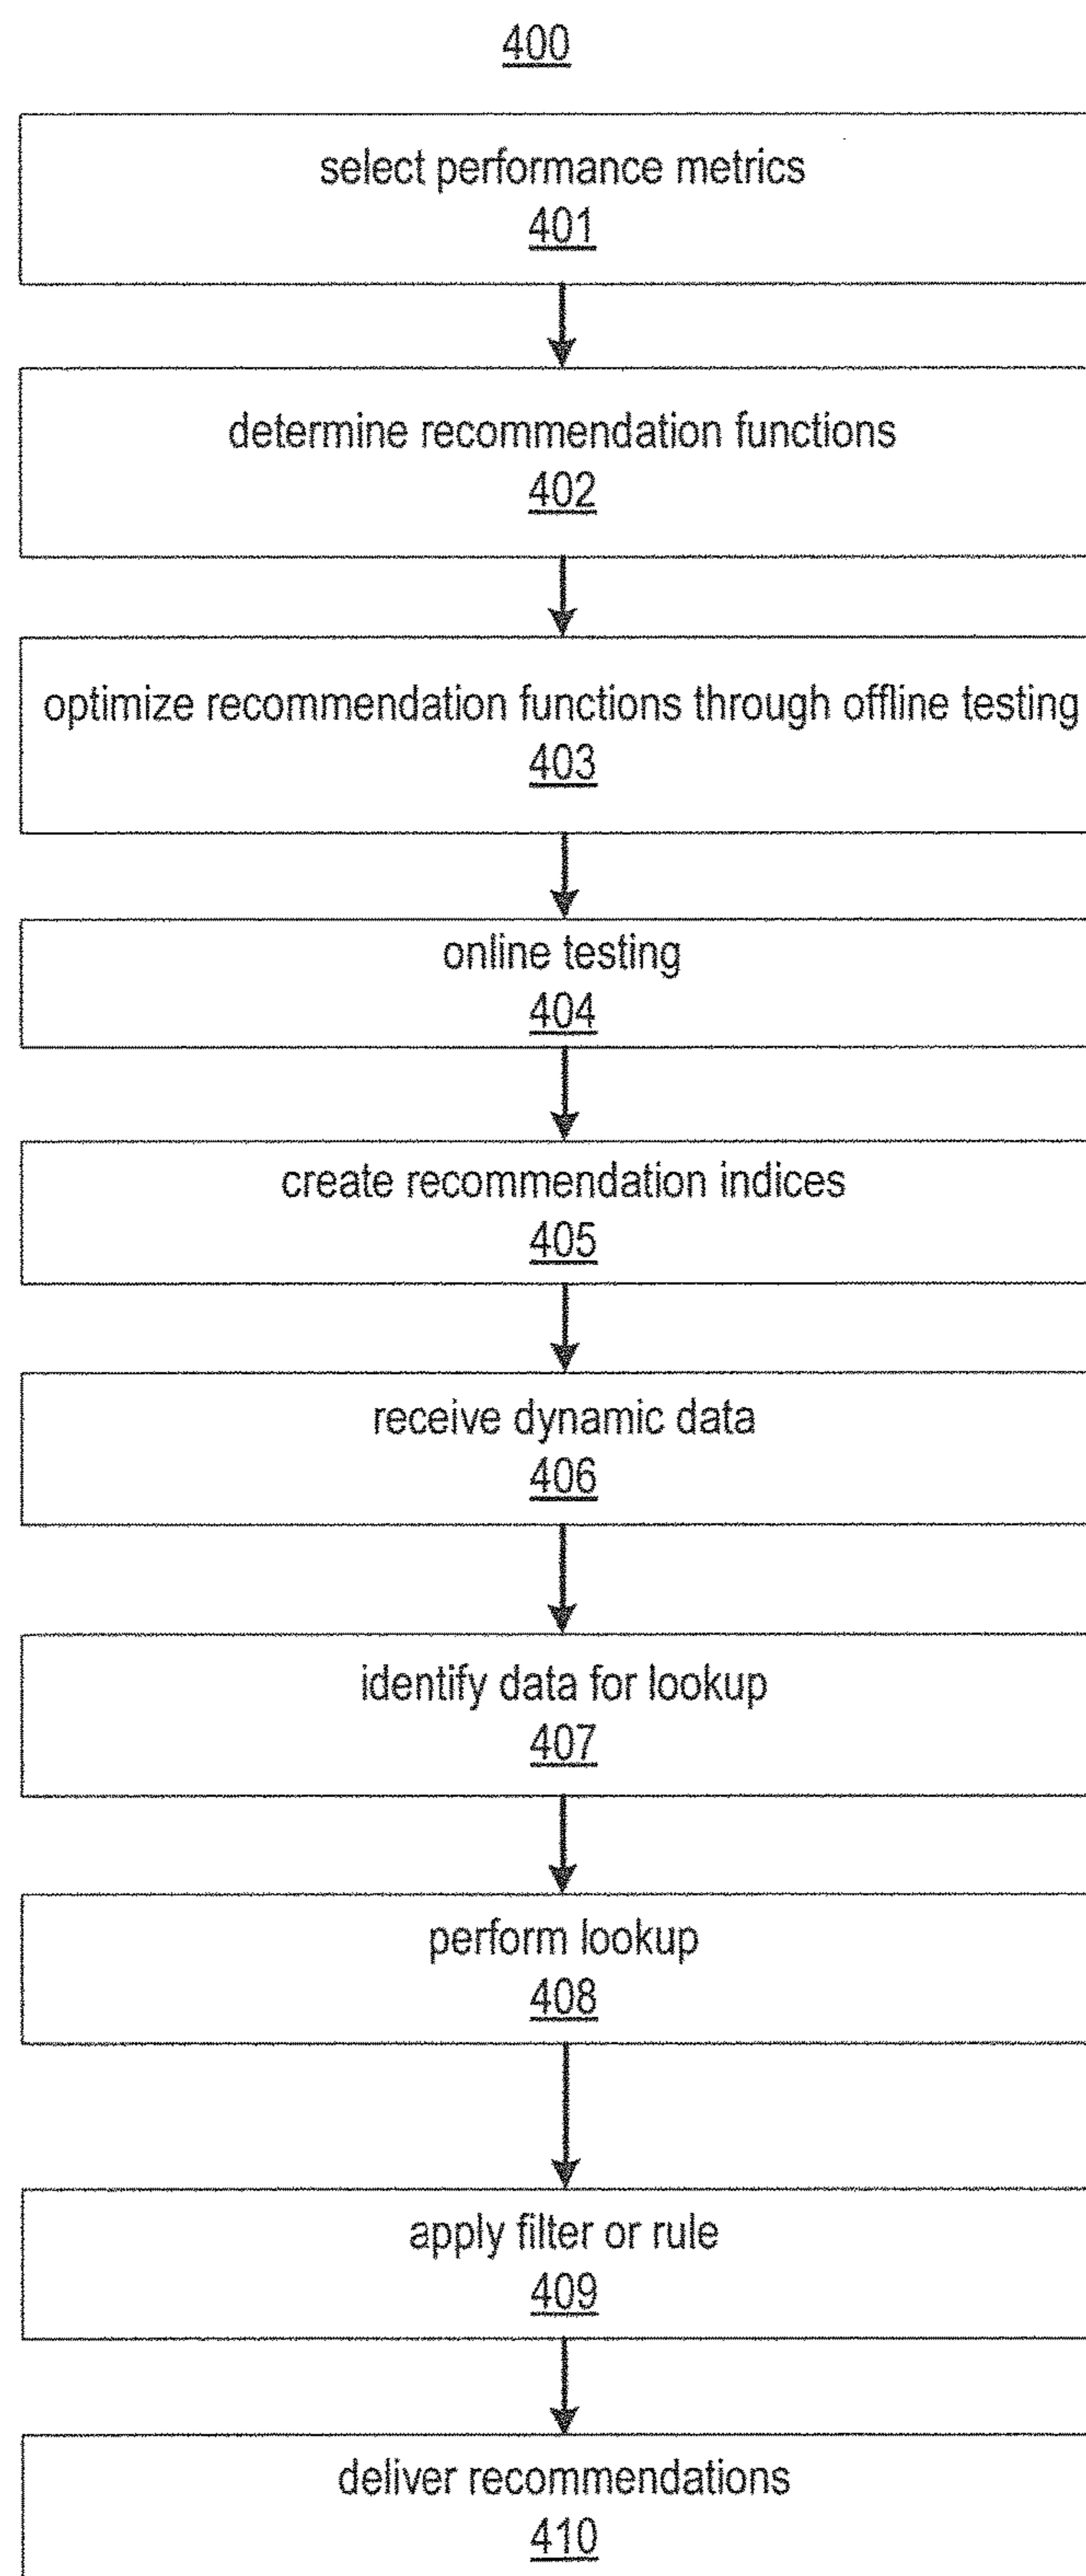 400
select performance metrics
401
determine recommendation functions
402
optimize recommendation functions through offline testing
403
online testing
404
create recommendation indices
405
receive dynamic data
406
identify data for lookup
407
perform lookup
408
apply filter or rule
409
deliver recommendations
410